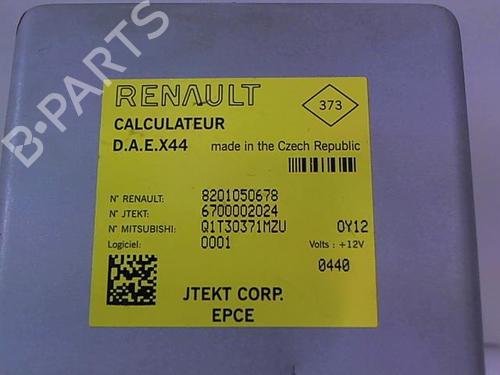 B-PARTS
RENAULT
373
CALCULATEUR
D.A.E.X44 made in the Czech Republic
N° RENAULT: 8201050678
N° JTEKT: 6700002024
N° MITSUBISHI: Q1T30371MZU 0Y12
Logiciel: 0001 Volts : +12V
0440
JTEKT CORP.
EPCE